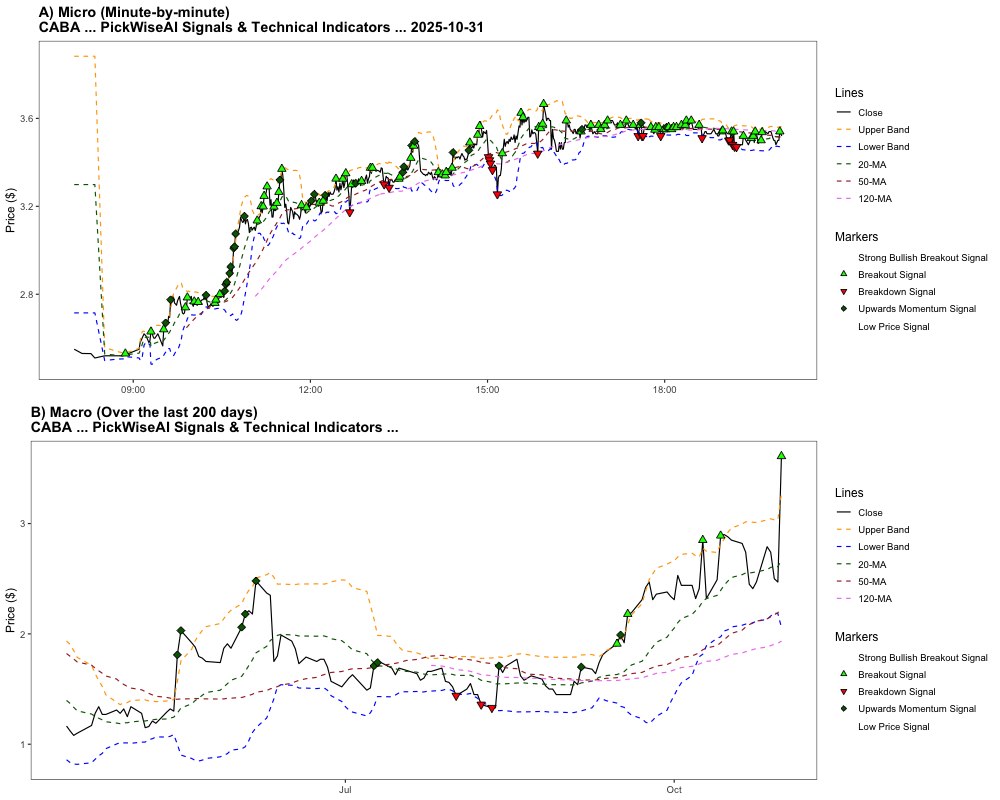 A) Micro (Minute-by-minute)
CABA ... PickWiseAI Signals & Technical Indicators ... 2025-10-31
Price ($)
3.6
3.2
2.8
09:00
12:00
15:00
18:00
Lines
Close
Upper Band
Lower Band
20-MA
50-MA
120-MA
Markers
Strong Bullish Breakout Signal
Breakout Signal
Breakdown Signal
Upwards Momentum Signal
Low Price Signal
B) Macro (Over the last 200 days)
CABA ... PickWiseAI Signals & Technical Indicators ...
Price ($)
3
2
1
Jul
Oct
Lines
Close
Upper Band
Lower Band
20-MA
50-MA
120-MA
Markers
Strong Bullish Breakout Signal
Breakout Signal
Breakdown Signal
Upwards Momentum Signal
Low Price Signal